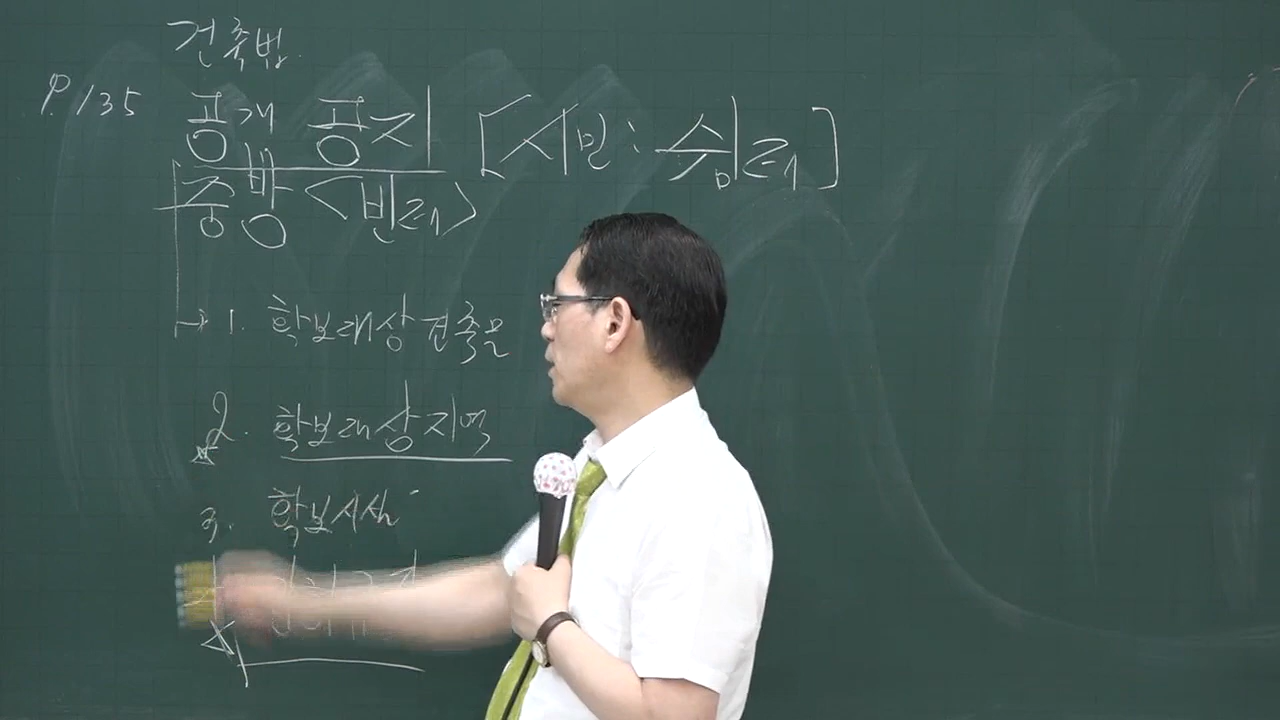 건축법.
P.135
공개 공지 [시민: 쉼터]
중방 <빈터>
→ 1. 확보대상건축물
2. 확보대상지역
3. 확보시설